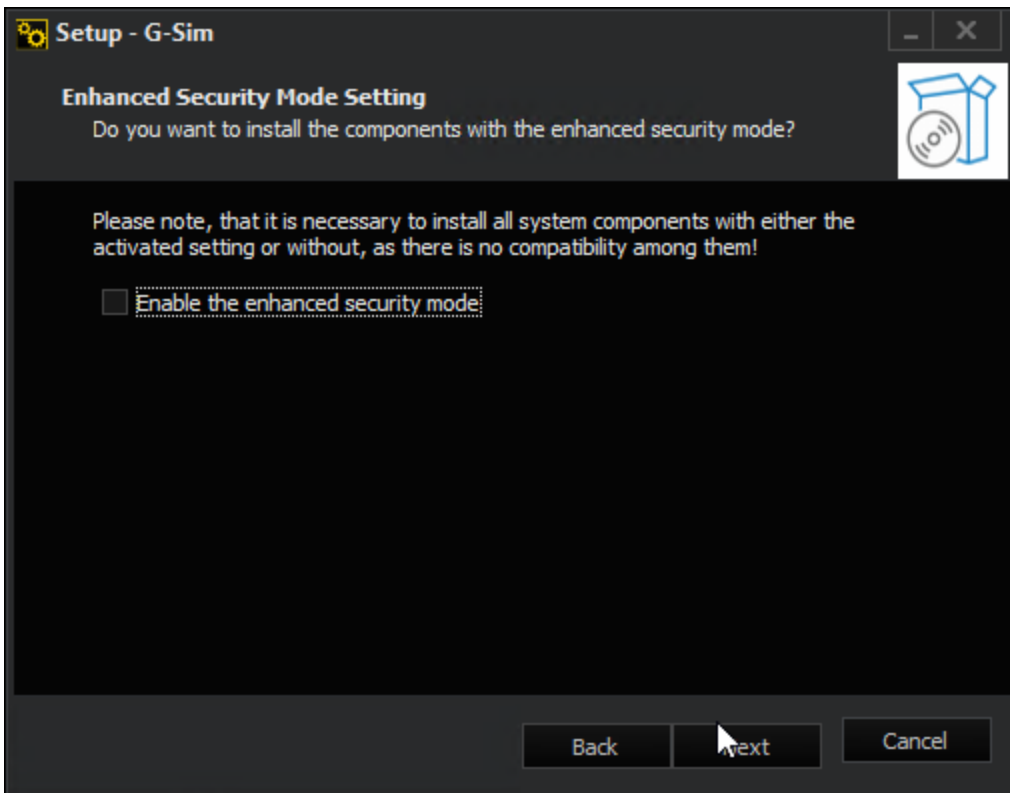 Setup - G-Sim
Enhanced Security Mode Setting
Do you want to install the components with the enhanced security mode?
Please note, that it is necessary to install all system components with either the
activated setting or without, as there is no compatibility among them!
Enable the enhanced security mode
Back
Next
Cancel